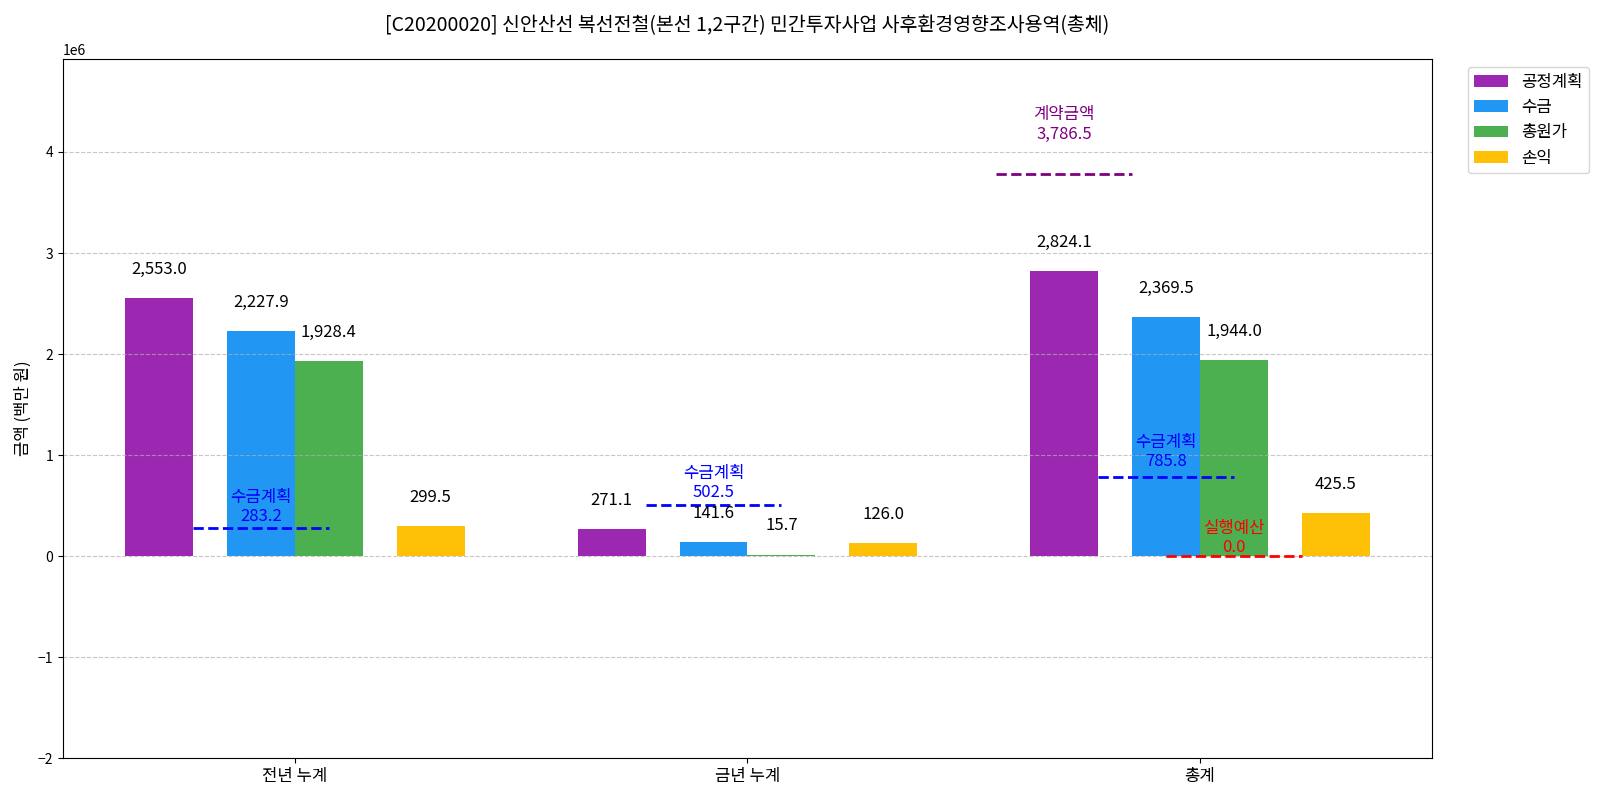 [C20200020] 신안산선 복선전철(본선 1,2구간) 민간투자사업 사후환경영향조사용역(총체)
1e6
공정계획
수금
총원가
손익
계약금액
3,786.5
4
3
2
1
0
−1
−2
금액 (백만 원)
2,553.0
2,227.9
1,928.4
수금계획
283.2
299.5
271.1
수금계획
502.5
141.6
15.7
126.0
2,824.1
2,369.5
1,944.0
수금계획
785.8
실행예산
0.0
425.5
전년 누계
금년 누계
총계